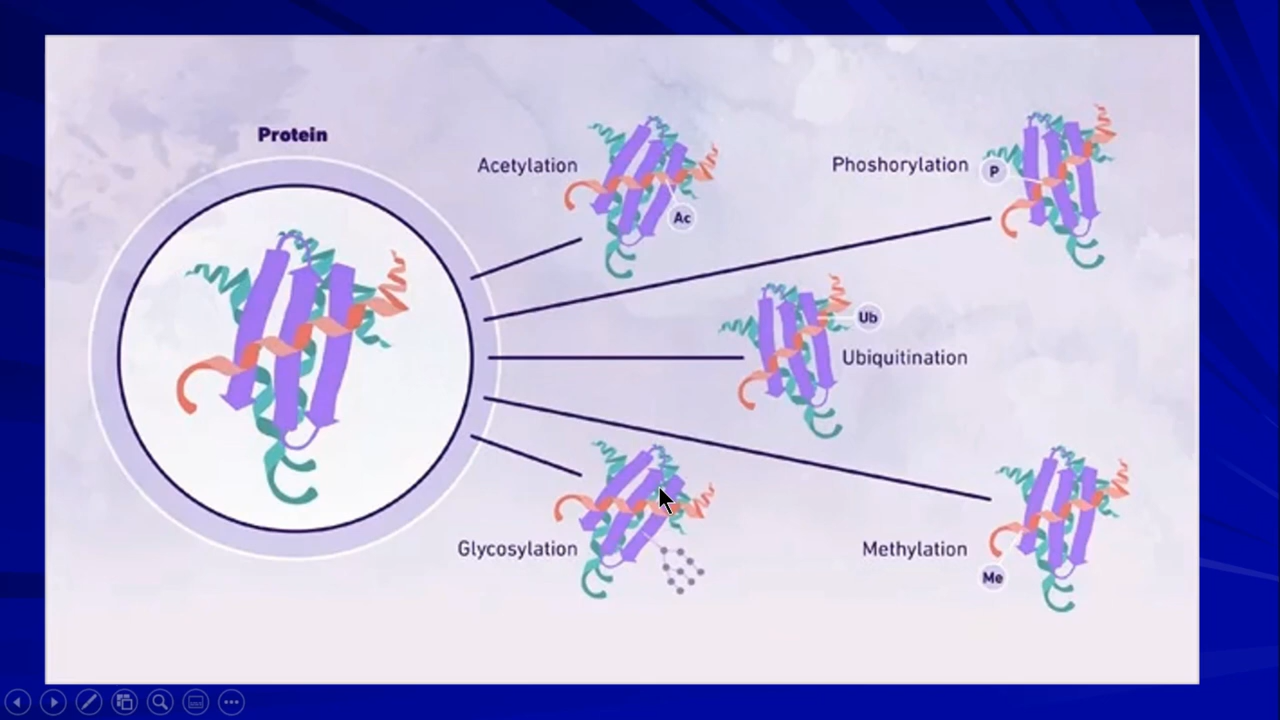 Protein
Acetylation
Ac
Phoshorylation
P
Ub
Ubiquitination
Glycosylation
Methylation
Me